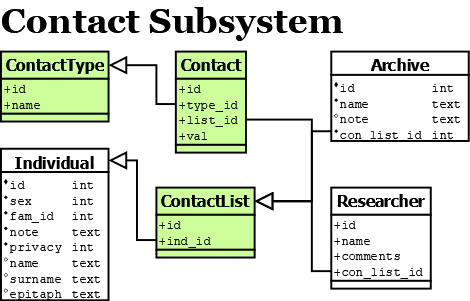 Contact Subsystem
ContactType
+id
+name
Contact
+id
+type_id
+list_id
+val
Archive
id int
name text
note text
con_list_id int
Individual
id int
sex int
fam_id int
note text
privacy int
name text
surname text
epitaph text
ContactList
+id
+ind_id
Researcher
+id
+name
+comments
+con_list_id